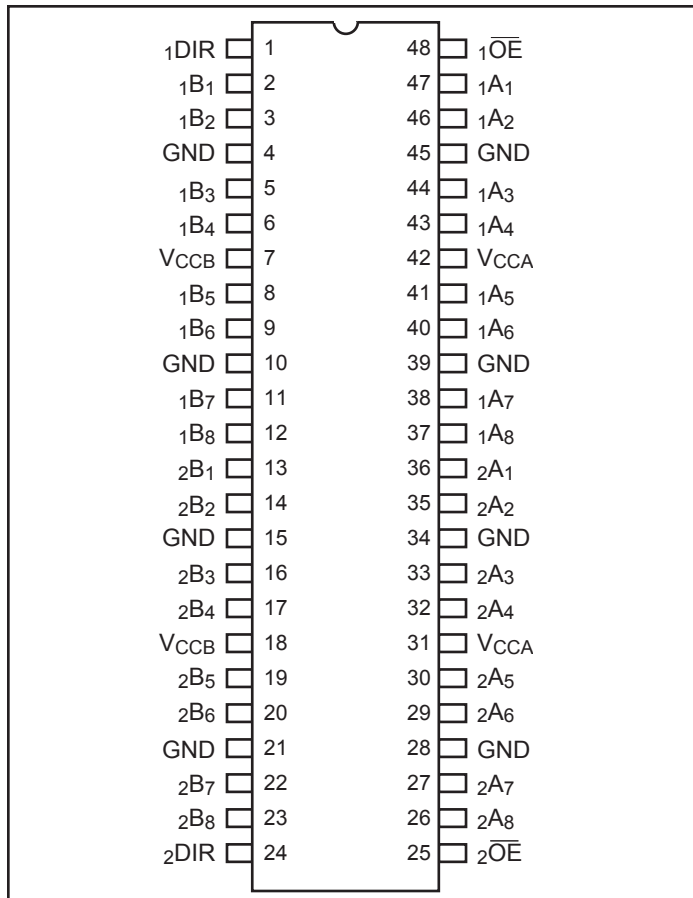 1DIR 1 48 1O̅E̅
1B1 2 47 1A1
1B2 3 46 1A2
GND 4 45 GND
1B3 5 44 1A3
1B4 6 43 1A4
VCCB 7 42 VCCA
1B5 8 41 1A5
1B6 9 40 1A6
GND 10 39 GND
1B7 11 38 1A7
1B8 12 37 1A8
2B1 13 36 2A1
2B2 14 35 2A2
GND 15 34 GND
2B3 16 33 2A3
2B4 17 32 2A4
VCCB 18 31 VCCA
2B5 19 30 2A5
2B6 20 29 2A6
GND 21 28 GND
2B7 22 27 2A7
2B8 23 26 2A8
2DIR 24 25 2O̅E̅